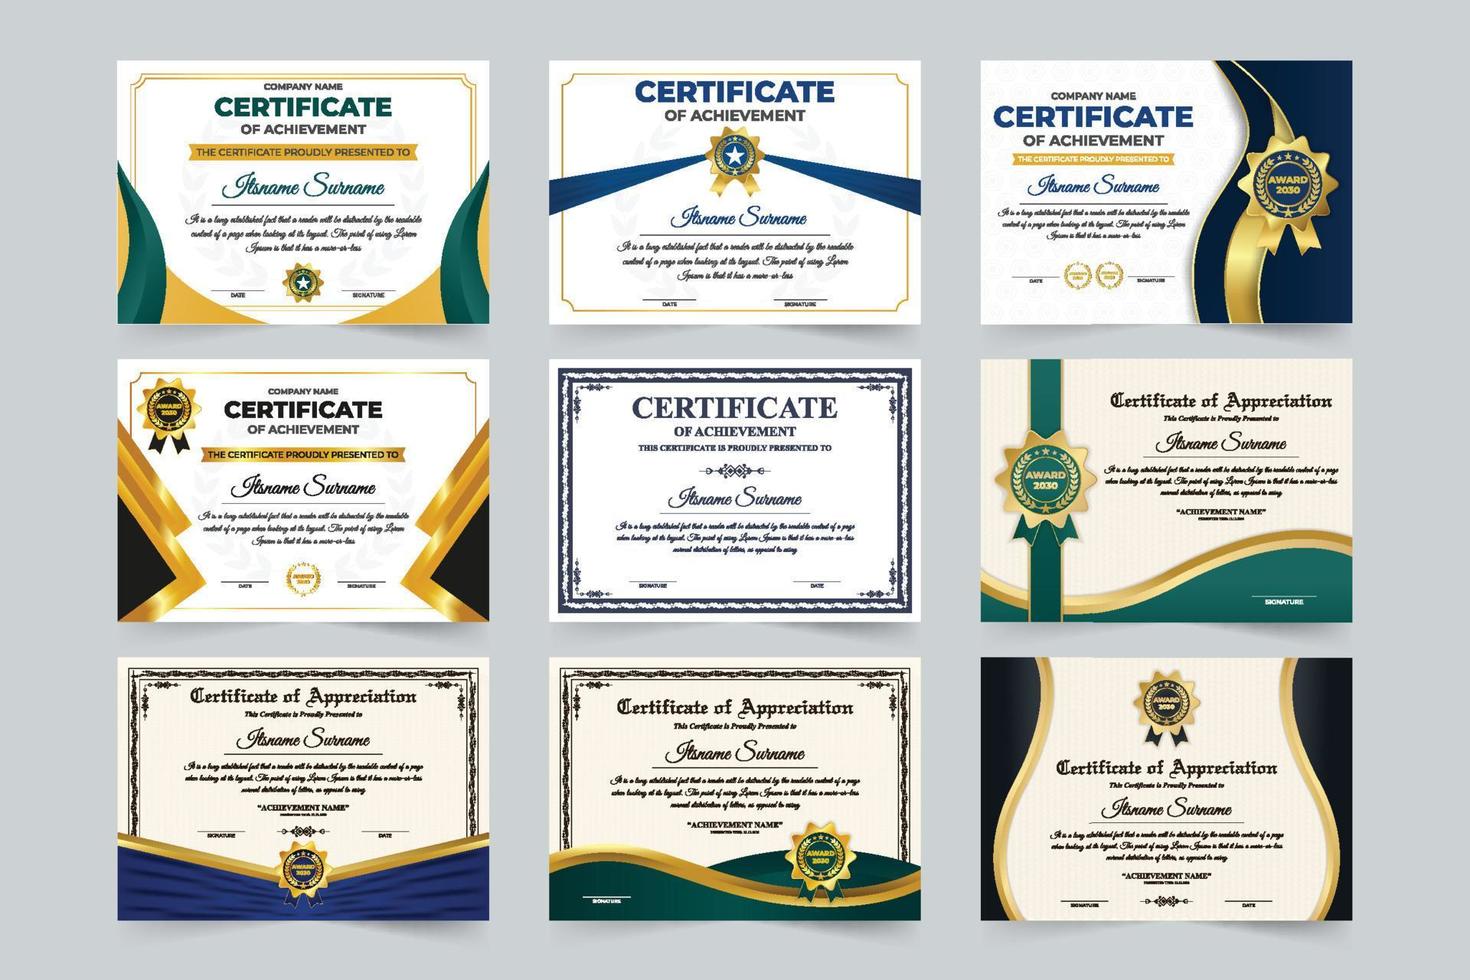 COMPANY NAME
CERTIFICATE
OF ACHIEVEMENT
THE CERTIFICATE PROUDLY PRESENTED TO
Itsname Surname
It is a long established fact that a reader will be distracted by the readable
content of a page when looking at its layout. The point of using Lorem
Ipsum is that it has a more-or-less
DATE
SIGNATURE
CERTIFICATE
OF ACHIEVEMENT
Itsname Surname
It is a long established fact that a reader will be distracted by the readable
content of a page when looking at its layout. The point of using Lorem
Ipsum is that it has a more-or-less
DATE
SIGNATURE
COMPANY NAME
CERTIFICATE
OF ACHIEVEMENT
THE CERTIFICATE PROUDLY PRESENTED TO
Itsname Surname
It is a long established fact that a reader will be distracted by the readable
content of a page when looking at its layout. The point of using Lorem
Ipsum is that it has a more-or-less
DATE
SIGNATURE
AWARD
2030
AWARD
2030
COMPANY NAME
CERTIFICATE
OF ACHIEVEMENT
THE CERTIFICATE PROUDLY PRESENTED TO
Itsname Surname
It is a long established fact that a reader will be distracted by the readable
content of a page when looking at its layout. The point of using Lorem
Ipsum is that it has a more-or-less
DATE
SIGNATURE
CERTIFICATE
OF ACHIEVEMENT
THIS CERTIFICATE IS PROUDLY PRESENTED TO
Itsname Surname
It is a long established fact that a reader will be distracted by the readable content of a page
when looking at its layout. The point of using Lorem Ipsum is that it has a more-or-less
normal distribution of letters, as opposed to using
SIGNATURE
DATE
Certificate of Appreciation
This Certificate is Proudly Presented to
Itsname Surname
It is a long established fact that a reader will be distracted by the readable content of a page
when looking at its layout. The point of using Lorem Ipsum is that it has a more-or-less
normal distribution of letters, as opposed to using
AWARD
2030
"ACHIEVEMENT NAME"
SIGNATURE
Certificate of Appreciation
This Certificate is Proudly Presented to
Itsname Surname
It is a long established fact that a reader will be distracted by the readable content of a page
when looking at its layout. The point of using Lorem Ipsum is that it has a more-or-less
normal distribution of letters, as opposed to using
"ACHIEVEMENT NAME"
SIGNATURE
DATE
AWARD
2030
Certificate of Appreciation
This Certificate is Proudly Presented to
Itsname Surname
It is a long established fact that a reader will be distracted by the readable content of a page
when looking at its layout. The point of using Lorem Ipsum is that it has a more-or-less
normal distribution of letters, as opposed to using
"ACHIEVEMENT NAME"
AWARD
2030
SIGNATURE
AWARD
2030
Certificate of Appreciation
This Certificate is Proudly Presented to
Itsname Surname
It is a long established fact that a reader will be distracted by the readable content of a page
when looking at its layout. The point of using Lorem Ipsum is that it has a more-or-less
normal distribution of letters, as opposed to using
"ACHIEVEMENT NAME"
SIGNATURE
DATE